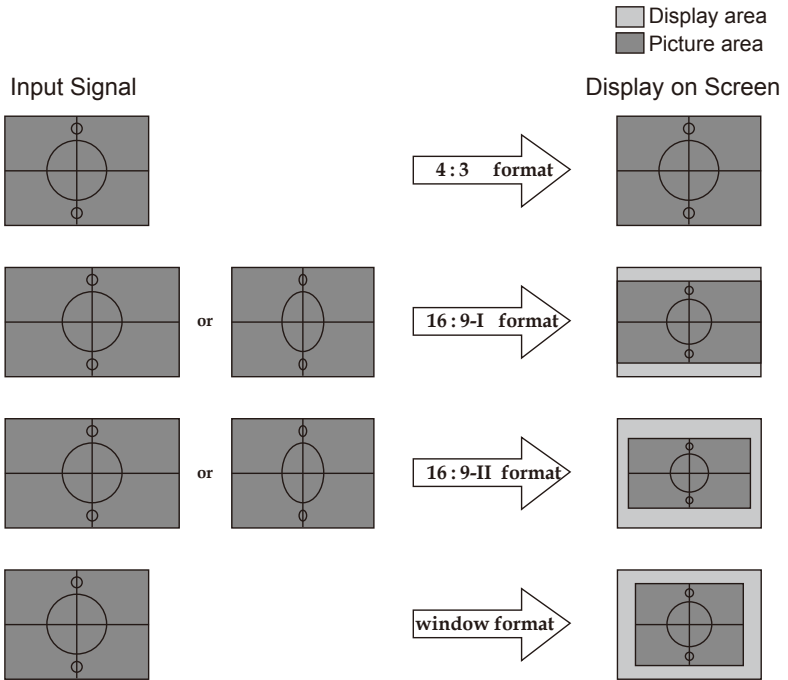 Display area
Picture area
Input Signal
Display on Screen
4 : 3 format
or
16 : 9-I format
or
16 : 9-II format
window format